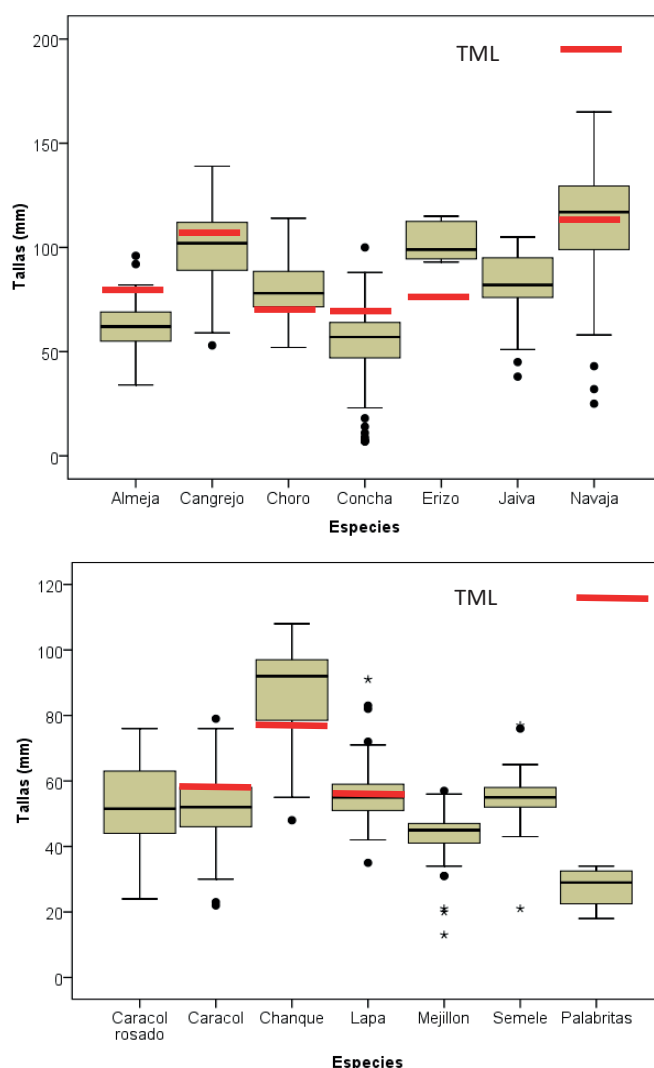 TML
200
150
100
50
0
Tallas (mm)
Almeja Cangrejo Choro Concha Erizo Jaiva Navaja
Especies
TML
120
100
80
60
40
20
0
Tallas (mm)
Caracol rosado Caracol Chanque Lapa Mejillon Semele Palabritas
Especies